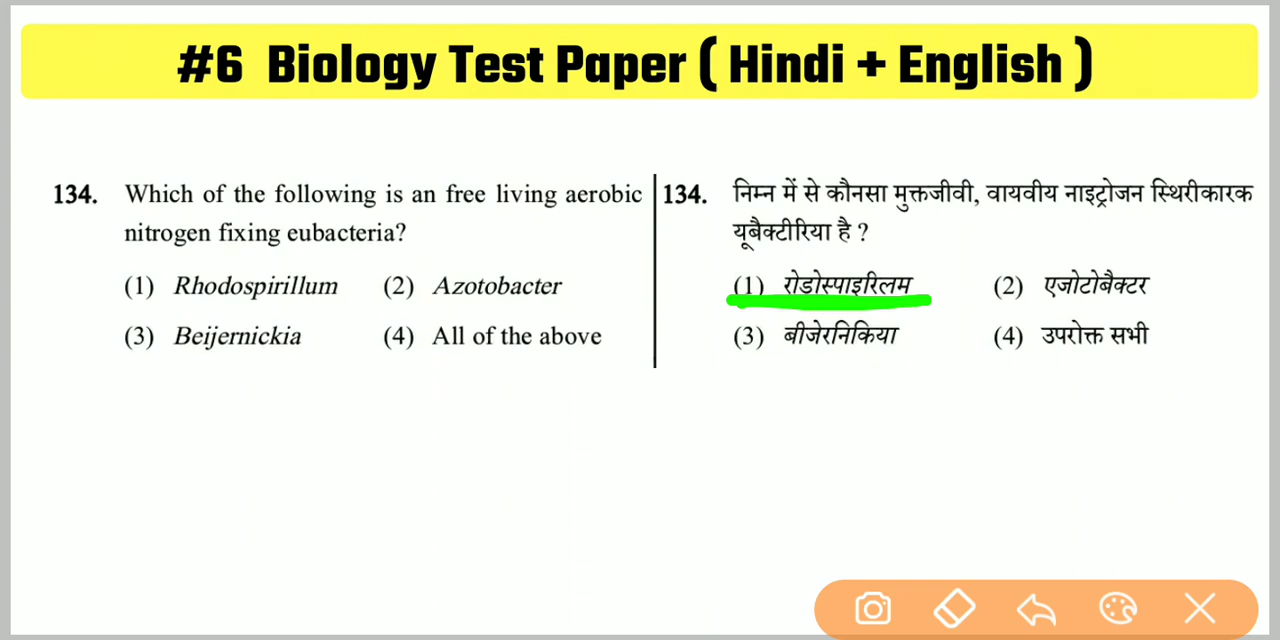 #6 Biology Test Paper ( Hindi + English )
134. Which of the following is an free living aerobic
nitrogen fixing eubacteria?
(1) Rhodospirillum (2) Azotobacter
(3) Beijernickia (4) All of the above
134. निम्न में से कौनसा मुक्तजीवी, वायवीय नाइट्रोजन स्थिरीकारक
यूबैक्टीरिया है ?
(1) रोडोस्पाइरिलम (2) एजोटोबैक्टर
(3) बीजेरनिकिया (4) उपरोक्त सभी